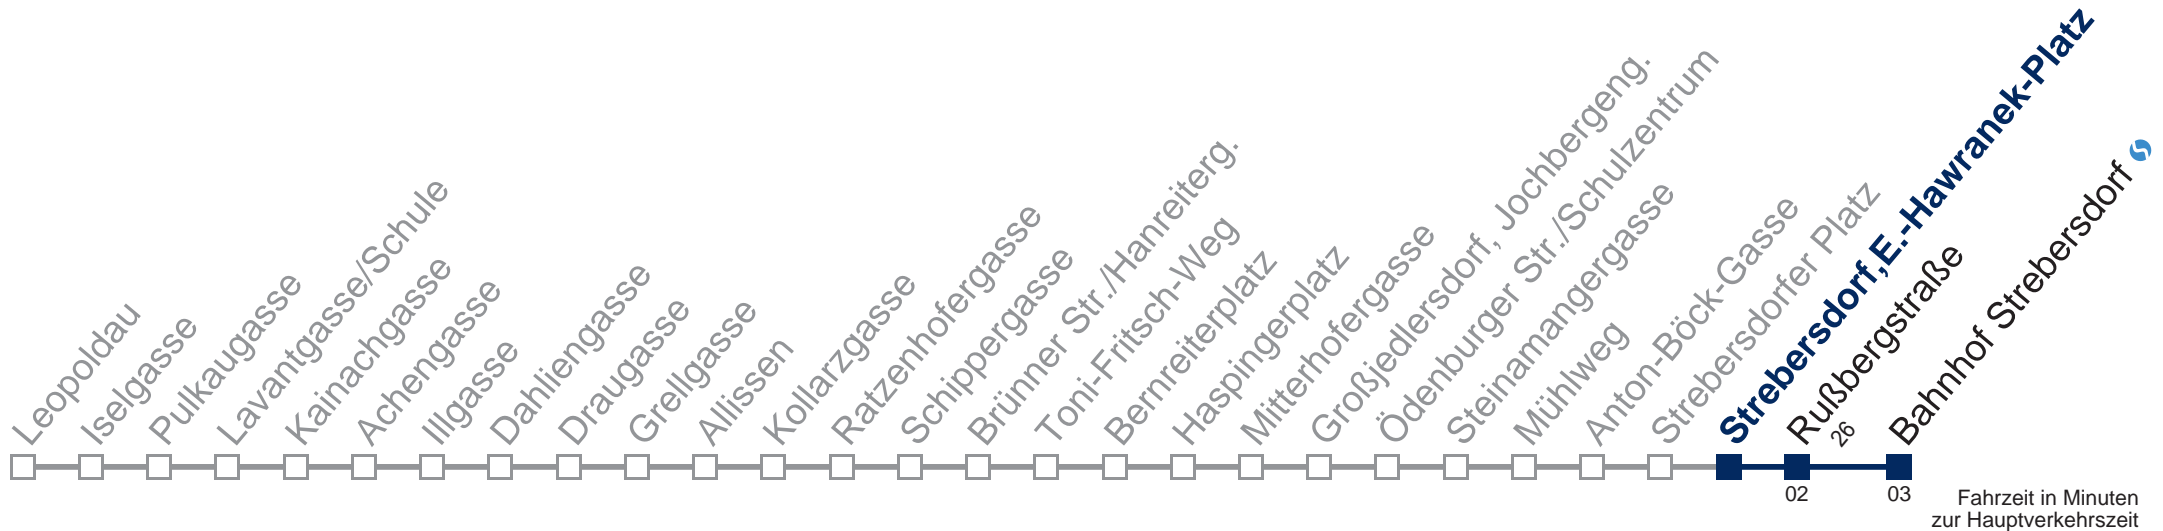 Leopoldau
Iselgasse
Pulkaugasse
Lavantgasse/Schule
Kainachgasse
Achengasse
Illgasse
Dahliengasse
Draugasse
Grellgasse
Allissen
Kollarzgasse
Ratzenhofergasse
Schippergasse
Brünner Str./Hanreiterg.
Toni-Fritsch-Weg
Bernreiterplatz
Haspingerplatz
Mitterhofergasse
Großjedlersdorf, Jochbergeng.
Ödenburger Str./Schulzentrum
Steinamangergasse
Mühlweg
Anton-Böck-Gasse
Strebersdorfer Platz
Strebersdorf,E.-Hawranek-Platz
Rußbergstraße
26
Bahnhof Strebersdorf
02
03
Fahrzeit in Minuten
zur Hauptverkehrszeit